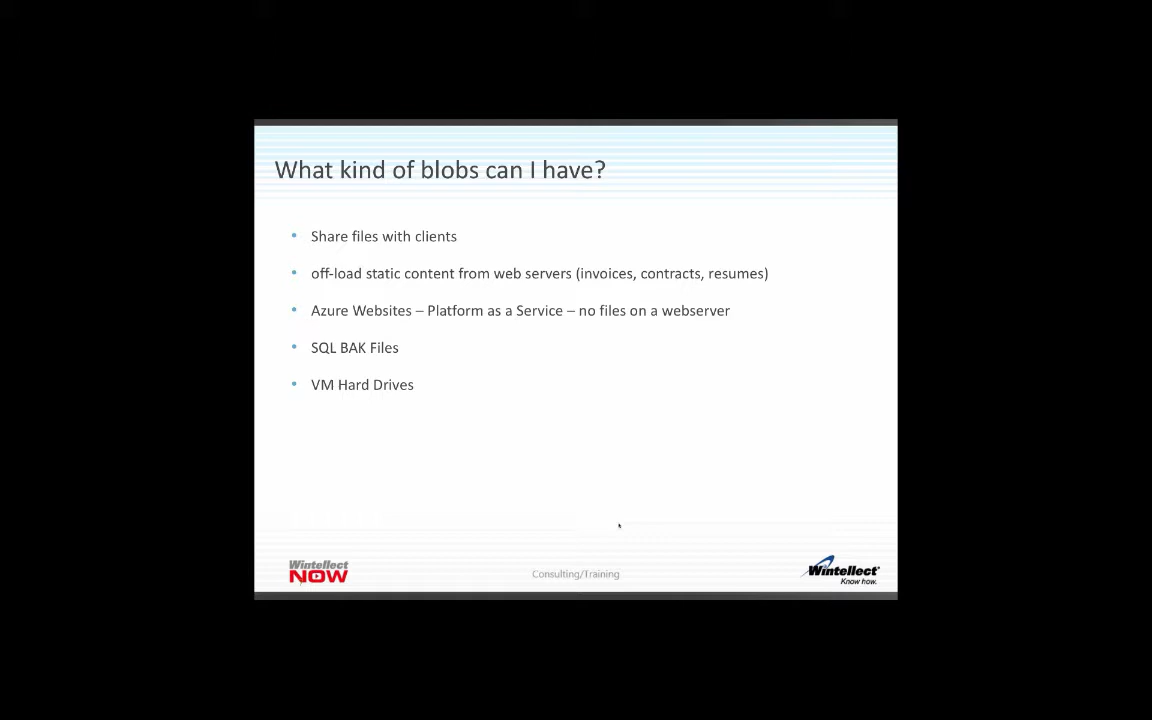 What kind of blobs can I have?
• Share files with clients
• off-load static content from web servers (invoices, contracts, resumes)
• Azure Websites – Platform as a Service – no files on a webserver
• SQL BAK Files
• VM Hard Drives
Wintellect
NOW
Consulting/Training
Wintellect
Know how.